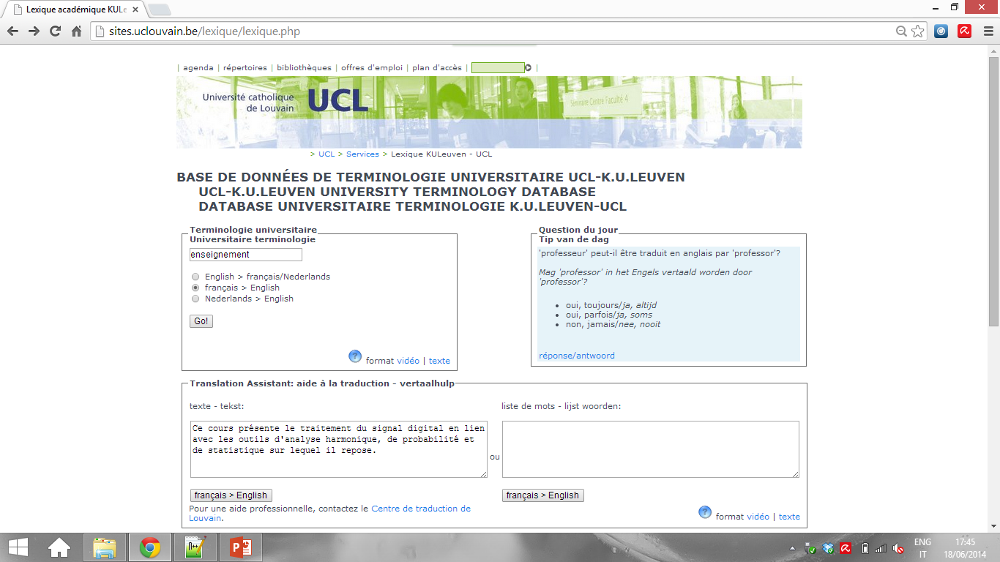 Lexique académique KULe
sites.uclouvain.be/lexique/lexique.php
| agenda | répertoires | bibliothèques | offres d'emploi | plan d'accès | |
Université catholique
de Louvain
UCL
Séminaire Centre Faculté 4
> UCL > Services > Lexique KULeuven - UCL
BASE DE DONNÉES DE TERMINOLOGIE UNIVERSITAIRE UCL-K.U.LEUVEN
UCL-K.U.LEUVEN UNIVERSITY TERMINOLOGY DATABASE
DATABASE UNIVERSITAIRE TERMINOLOGIE K.U.LEUVEN-UCL
Terminologie universitaire
Universitaire terminologie
enseignement
English > français/Nederlands
français > English
Nederlands > English
Go!
? format vidéo | texte
Question du jour
Tip van de dag
'professeur' peut-il être traduit en anglais par 'professor'?
Mag 'professor' in het Engels vertaald worden door
'professor'?
• oui, toujours/ja, altijd
• oui, parfois/ja, soms
• non, jamais/nee, nooit
réponse/antwoord
Translation Assistant: aide à la traduction - vertaalhulp
texte - tekst:
Ce cours présente le traitement du signal digital en lien
avec les outils d'analyse harmonique, de probabilité et
de statistique sur lequel il repose.
français > English
Pour une aide professionnelle, contactez le Centre de traduction de
Louvain.
ou
liste de mots - lijst woorden:
français > English
? format vidéo | texte
ENG
IT
17:45
18/06/2014